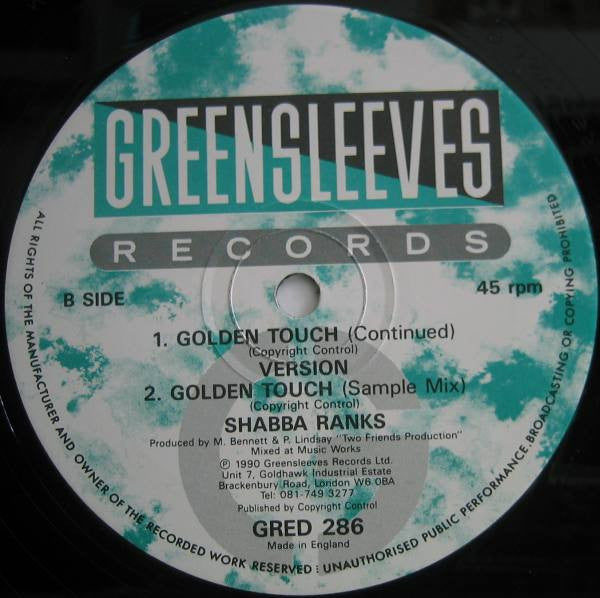 GREENSLEEVES
RECORDS
B SIDE
45 rpm
1. GOLDEN TOUCH (Continued)
(Copyright Control)
VERSION
2. GOLDEN TOUCH (Sample Mix)
(Copyright Control)
SHABBA RANKS
Produced by M. Bennett & P. Lindsay "Two Friends Production"
Mixed at Music Works
℗ 1990 Greensleeves Records Ltd.
Unit 7, Goldhawk Industrial Estate
Brackenbury Road, London W6 0BA
Tel: 081-749 3277
Published by Copyright Control
GRED 286
Made in England
ALL RIGHTS OF THE MANUFACTURER AND OWNER OF THE RECORDED WORK RESERVED : UNAUTHORISED PUBLIC PERFORMANCE, BROADCASTING OR COPYING PROHIBITED